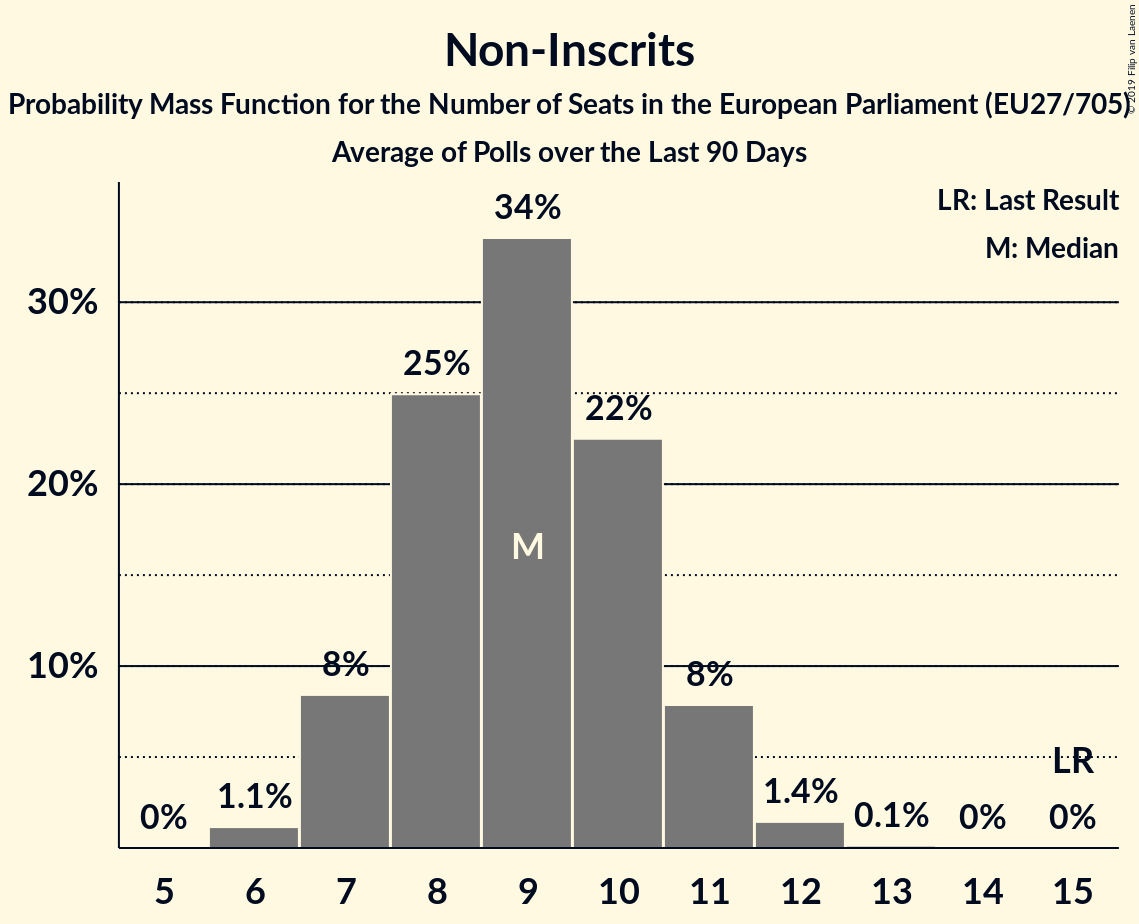 Non-Inscrits
Probability Mass Function for the Number of Seats in the European Parliament (EU27/705)
Average of Polls over the Last 90 Days
© 2019 Filip van Laenen
LR: Last Result
M: Median
34%
30%
25%
22%
20%
M
10%
8%
8%
LR
0%
1.1%
1.4%
0.1%
0%
0%
5 6 7 8 9 10 11 12 13 14 15